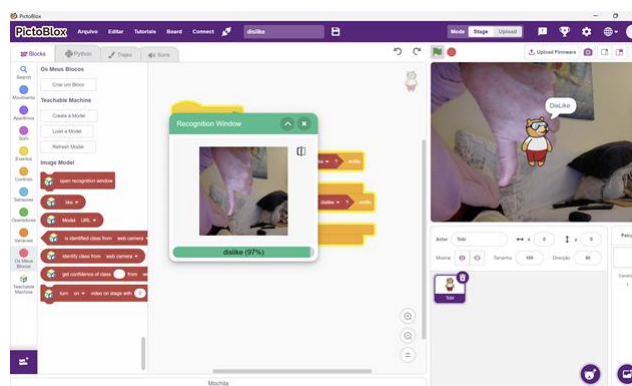 PictoBlox
PictoBlox Arquivo Editar Tutoriais Board Connect dislike Mode Stage Upload
Blocos Python Trajes Sons Upload Firmware
Search
Movimento
Aparência
Som
Eventos
Controlo
Sensores
Operadores
Variáveis
Os Meus Blocos
Teachable Machine
Os Meus Blocos
Criar um Bloco
Teachable Machine
Create a Model
Load a Model
Refresh Model
Image Model
open recognition window
like
Model URL
is identified class from web camera
identify class from web camera
get confidence of class from
turn on video on stage with
Recognition Window
dislike (97%)
? então
dislike ? então
DisLike
Actor Tobi x 0 y 0
Mostrar Tamanho 100 Direcção 90
Tobi
Mochila